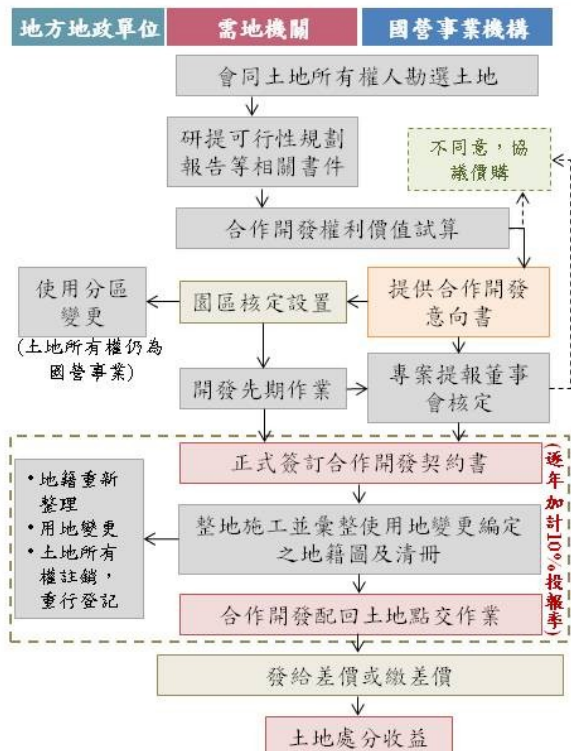 地方地政單位
需地機關
國營事業機構
會同土地所有權人勘選土地
研提可行性規劃
報告等相關書件
不同意，協
議價購
合作開發權利價值試算
使用分區
變更
(土地所有權仍為
國營事業)
園區核定設置
提供合作開發
意向書
開發先期作業
專案提報董事
會核定
正式簽訂合作開發契約書
(逐年加計10%投報率)
• 地籍重新
整理
• 用地變更
• 土地所有
權註銷，
重行登記
整地施工並彙整使用地變更編定
之地籍圖及清冊
合作開發配回土地點交作業
發給差價或繳差價
土地處分收益